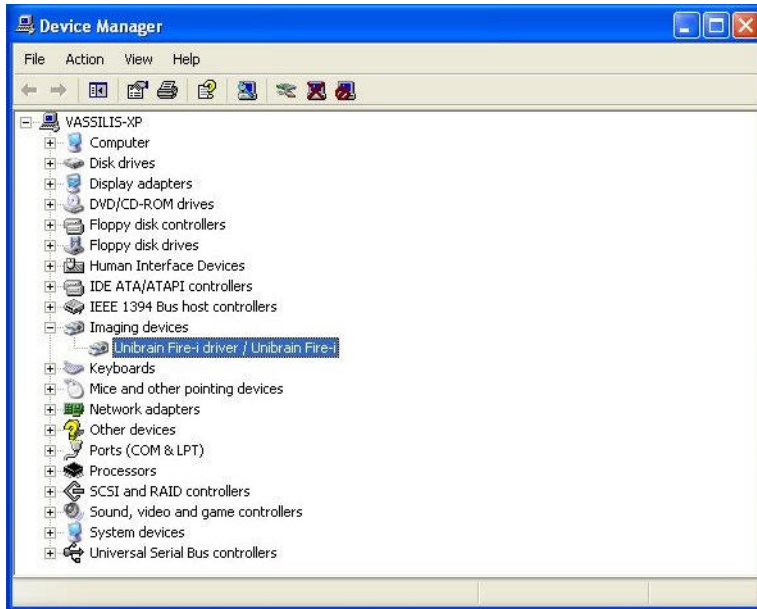 Device Manager
File Action View Help
VASSILIS-XP
Computer
Disk drives
Display adapters
DVD/CD-ROM drives
Floppy disk controllers
Floppy disk drives
Human Interface Devices
IDE ATA/ATAPI controllers
IEEE 1394 Bus host controllers
Imaging devices
Unibrain Fire-i driver / Unibrain Fire-i
Keyboards
Mice and other pointing devices
Network adapters
Other devices
Ports (COM & LPT)
Processors
SCSI and RAID controllers
Sound, video and game controllers
System devices
Universal Serial Bus controllers